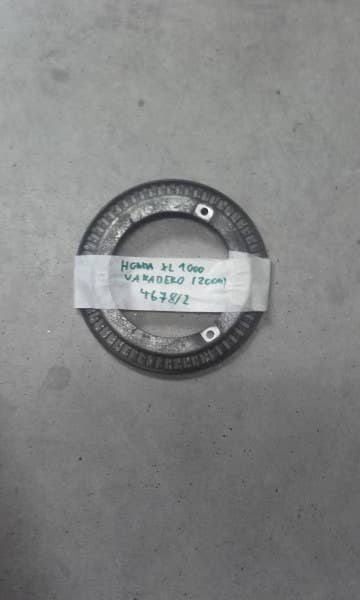 HONDA XL 1000
VARADERO (2004)
4678/2